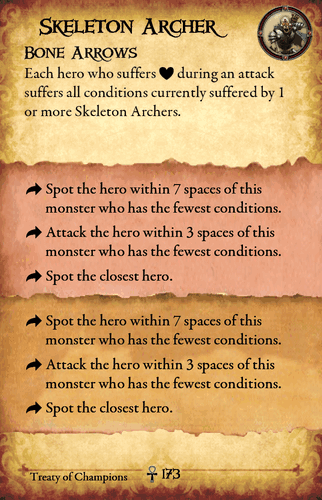 Skeleton Archer
Bone Arrows
Each hero who suffers ♥ during an attack
suffers all conditions currently suffered by 1
or more Skeleton Archers.
Spot the hero within 7 spaces of this
monster who has the fewest conditions.
Attack the hero within 3 spaces of this
monster who has the fewest conditions.
Spot the closest hero.
Spot the hero within 7 spaces of this
monster who has the fewest conditions.
Attack the hero within 3 spaces of this
monster who has the fewest conditions.
Spot the closest hero.
Treaty of Champions 173